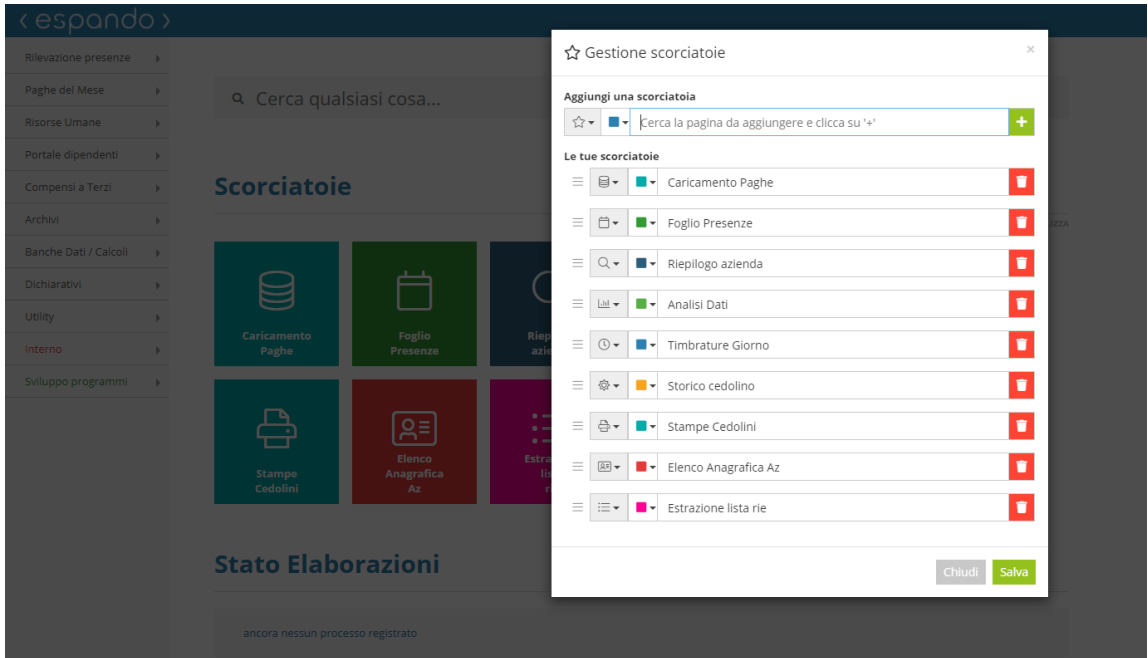 ‹ espando ›
Rilevazione presenze
Paghe del Mese
Risorse Umane
Portale dipendenti
Compensi a Terzi
Archivi
Banche Dati / Calcoli
Dichiarativi
Utility
Interno
Sviluppo programmi
Cerca qualsiasi cosa...
Scorciatoie
Caricamento
Paghe
Foglio
Presenze
Stampe
Cedolini
Elenco
Anagrafica
Az
Stato Elaborazioni
ancora nessun processo registrato
Gestione scorciatoie
×
Aggiungi una scorciatoia
Cerca la pagina da aggiungere e clicca su '+'
+
Le tue scorciatoie
Caricamento Paghe
Foglio Presenze
Riepilogo azienda
Analisi Dati
Timbrature Giorno
Storico cedolino
Stampe Cedolini
Elenco Anagrafica Az
Estrazione lista rie
Chiudi
Salva